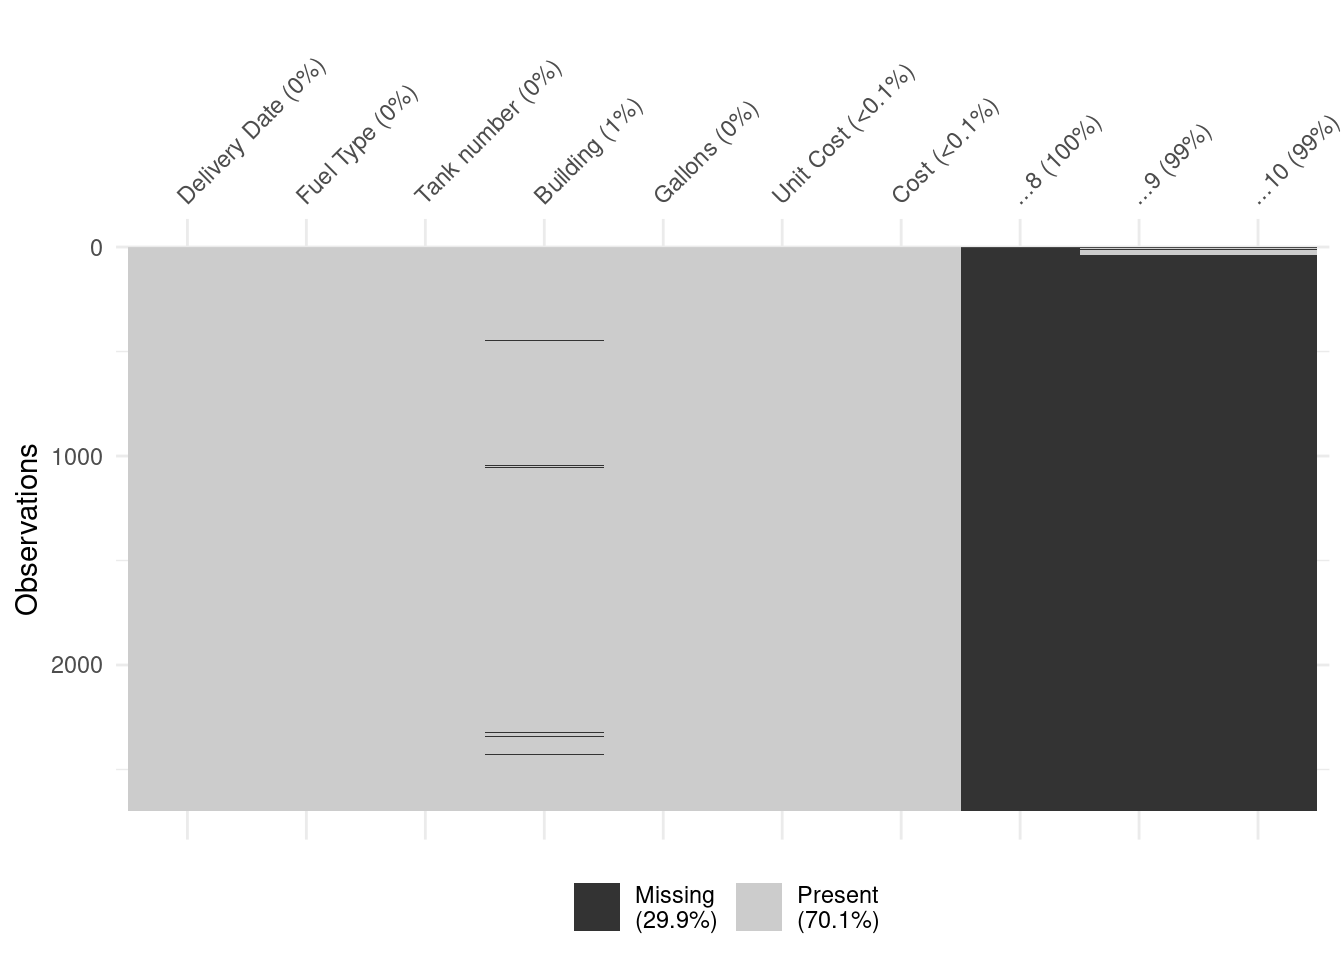 Delivery Date (0%)
Fuel Type (0%)
Tank number (0%)
Building (1%)
Gallons (0%)
Unit Cost (<0.1%)
Cost (<0.1%)
...8 (100%)
...9 (99%)
...10 (99%)
0
1000
2000
Observations
Missing
(29.9%)
Present
(70.1%)